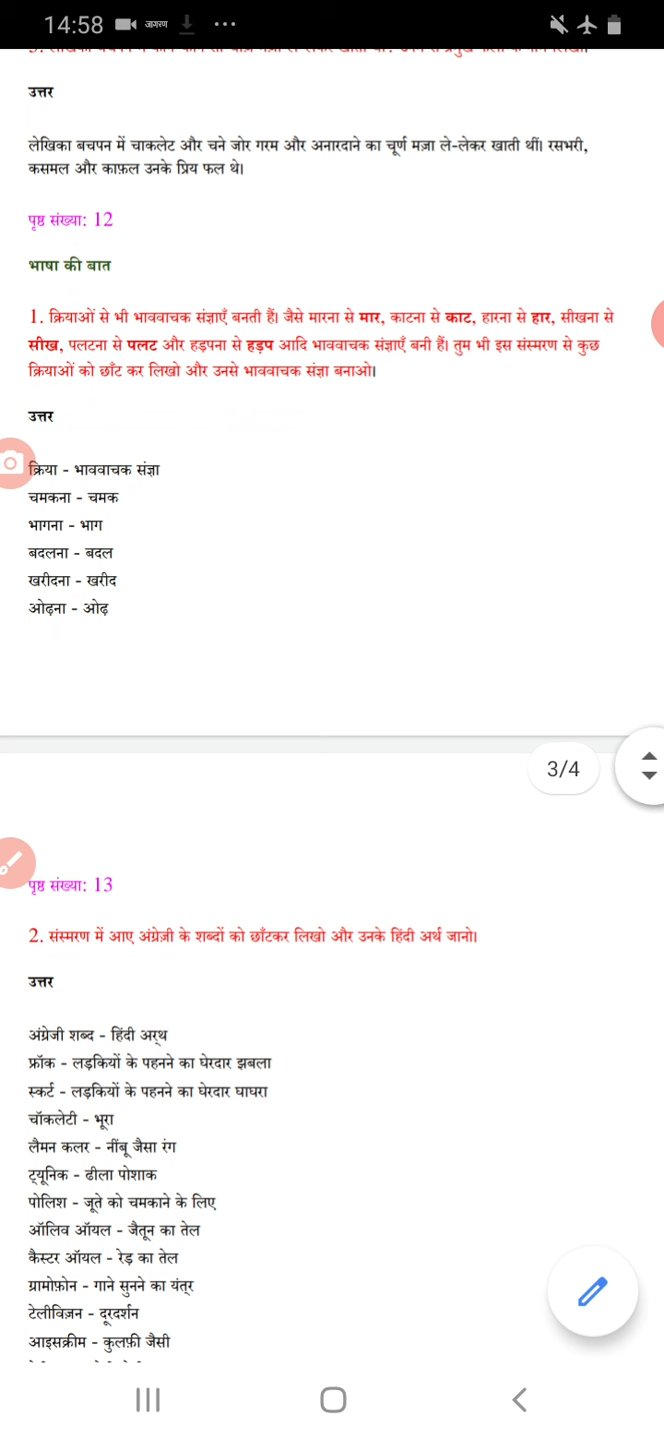 14:58 जागरण
उत्तर
लेखिका बचपन में चाकलेट और चने जोर गरम और अनारदाने का चूर्ण मज़ा ले-लेकर खाती थीं। रसभरी,
कसमल और काफ़ल उनके प्रिय फल थे।
पृष्ठ संख्या: 12
भाषा की बात
1. क्रियाओं से भी भाववाचक संज्ञाएँ बनती हैं। जैसे मारना से मार, काटना से काट, हारना से हार, सीखना से
सीख, पलटना से पलट और हड़पना से हड़प आदि भाववाचक संज्ञाएँ बनी हैं। तुम भी इस संस्मरण से कुछ
क्रियाओं को छाँट कर लिखो और उनसे भाववाचक संज्ञा बनाओ।
उत्तर
क्रिया - भाववाचक संज्ञा
चमकना - चमक
भागना - भाग
बदलना - बदल
खरीदना - खरीद
ओढ़ना - ओढ़
3/4
पृष्ठ संख्या: 13
2. संस्मरण में आए अंग्रेज़ी के शब्दों को छाँटकर लिखो और उनके हिंदी अर्थ जानो।
उत्तर
अंग्रेजी शब्द - हिंदी अर्थ
फ्रॉक - लड़कियों के पहनने का घेरदार झबला
स्कर्ट - लड़कियों के पहनने का घेरदार घाघरा
चॉकलेटी - भूरा
लैमन कलर - नींबू जैसा रंग
ट्यूनिक - ढीला पोशाक
पोलिश - जूते को चमकाने के लिए
ऑलिव ऑयल - जैतून का तेल
कैस्टर ऑयल - रेड़ का तेल
ग्रामोफ़ोन - गाने सुनने का यंत्र
टेलीविज़न - दूरदर्शन
आइसक्रीम - कुलफ़ी जैसी